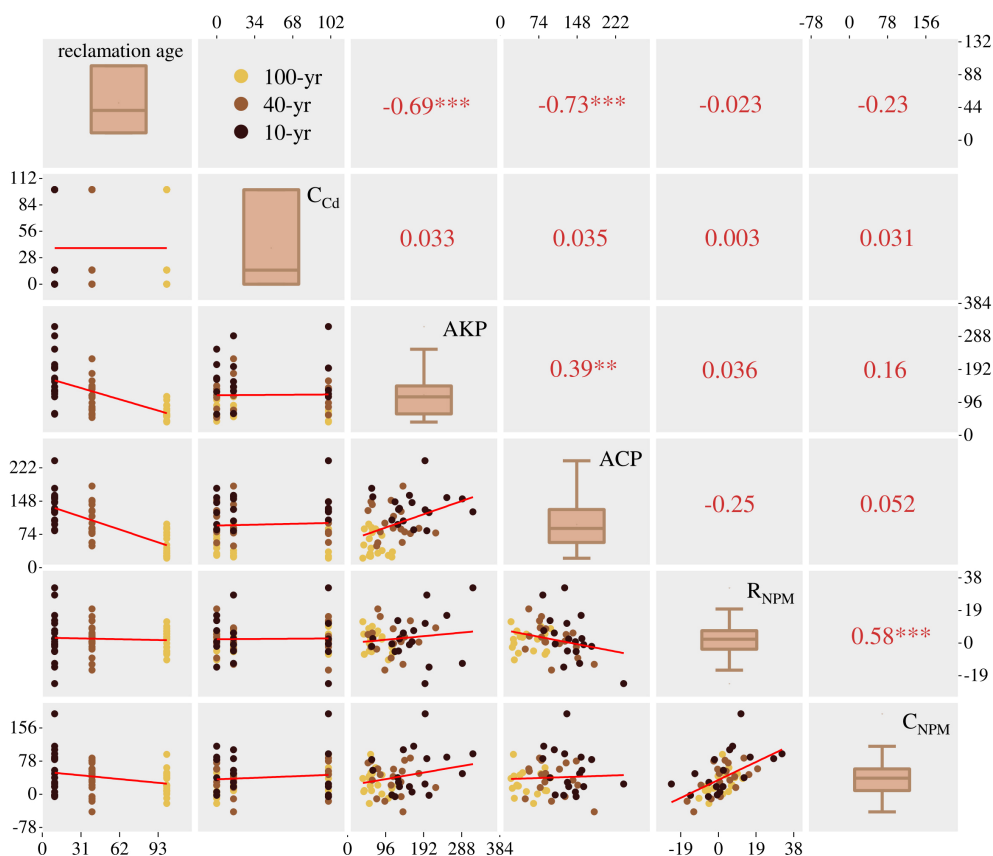 0 34 68 102 0 74 148 222 -78 0 78 156
reclamation age
100-yr
40-yr
10-yr
-0.69*** -0.73*** -0.023 -0.23
132
88
44
0
112
84
56
28
0
C_Cd
0.033 0.035 0.003 0.031
AKP
0.39** 0.036 0.16
384
288
192
96
0
222
148
74
0
ACP
-0.25 0.052
R_NPM
0.58***
38
19
0
-19
156
78
0
-78
C_NPM
0 31 62 93 0 96 192 288 384 -19 0 19 38